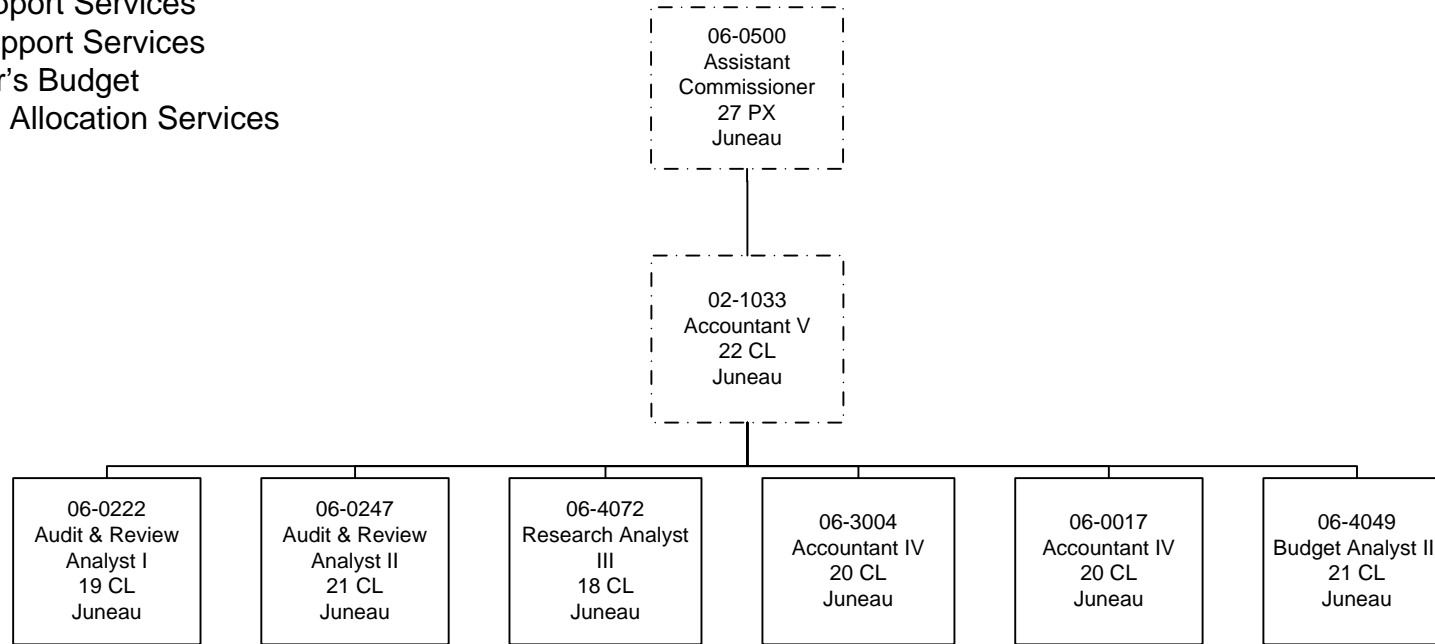 Support Services
Support Services
r's Budget
Allocation Services
06-0500
Assistant
Commissioner
27 PX
Juneau
02-1033
Accountant V
22 CL
Juneau
06-0222
Audit & Review
Analyst I
19 CL
Juneau
06-0247
Audit & Review
Analyst II
21 CL
Juneau
06-4072
Research Analyst
III
18 CL
Juneau
06-3004
Accountant IV
20 CL
Juneau
06-0017
Accountant IV
20 CL
Juneau
06-4049
Budget Analyst II
21 CL
Juneau